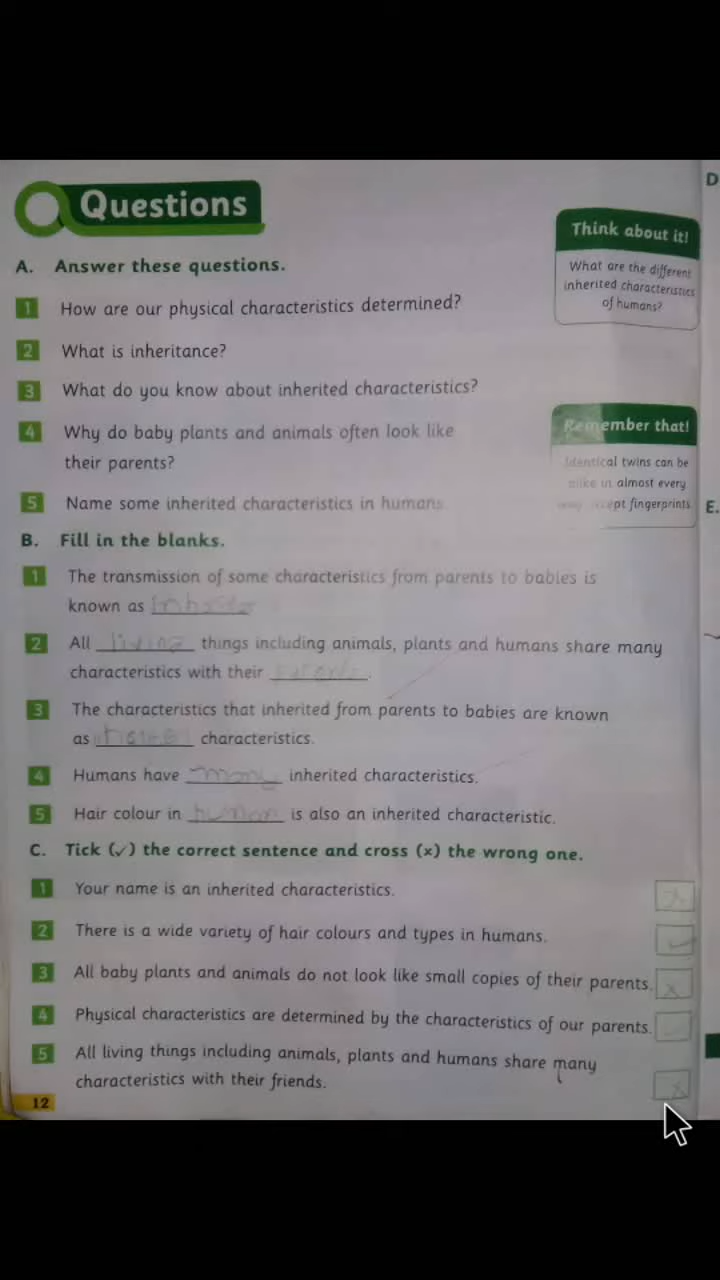 Questions
A. Answer these questions.
1 How are our physical characteristics determined?
2 What is inheritance?
3 What do you know about inherited characteristics?
4 Why do baby plants and animals often look like
their parents?
5 Name some inherited characteristics in humans
Think about it!
What are the different
inherited characteristics
of humans?
Remember that!
Identical twins can be
alike in almost every
way except fingerprints
B. Fill in the blanks.
1 The transmission of some characteristics from parents to babies is
known as
2 All living things including animals, plants and humans share many
characteristics with their parents.
3 The characteristics that inherited from parents to babies are known
as characteristics.
4 Humans have many inherited characteristics.
5 Hair colour in human is also an inherited characteristic.
C. Tick (✓) the correct sentence and cross (x) the wrong one.
1 Your name is an inherited characteristics. x
2 There is a wide variety of hair colours and types in humans. ✓
3 All baby plants and animals do not look like small copies of their parents. x
4 Physical characteristics are determined by the characteristics of our parents. ✓
5 All living things including animals, plants and humans share many
characteristics with their friends. x
12
D
E.